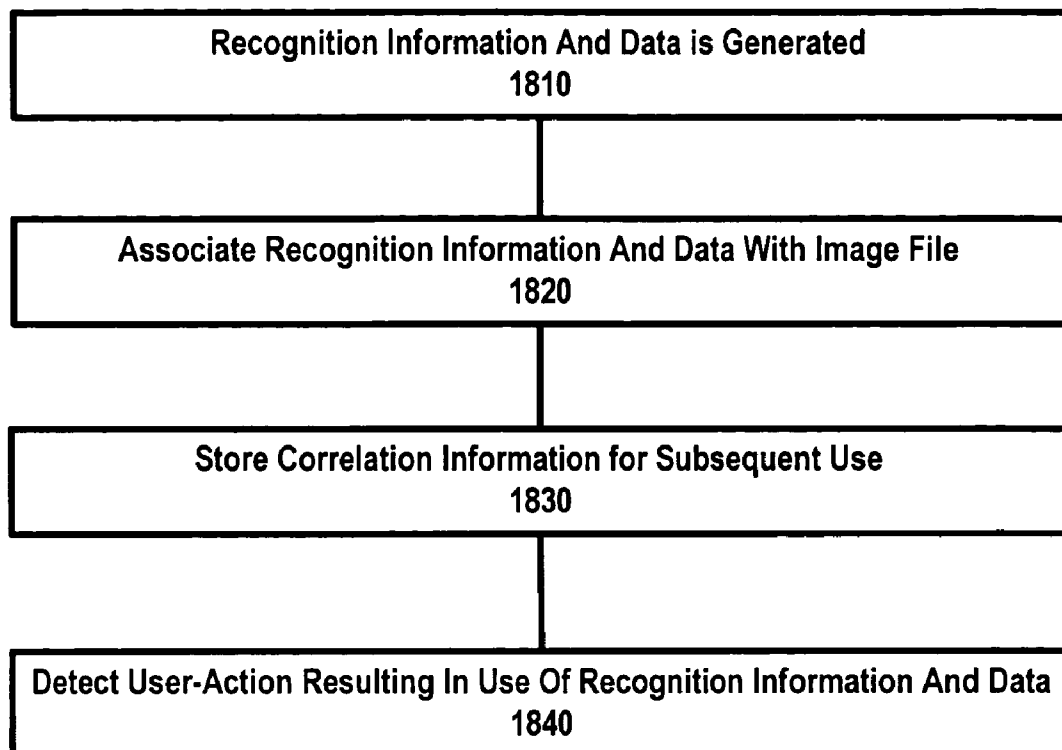 Recognition Information And Data is Generated
1810
Associate Recognition Information And Data With Image File
1820
Store Correlation Information for Subsequent Use
1830
Detect User-Action Resulting In Use Of Recognition Information And Data
1840